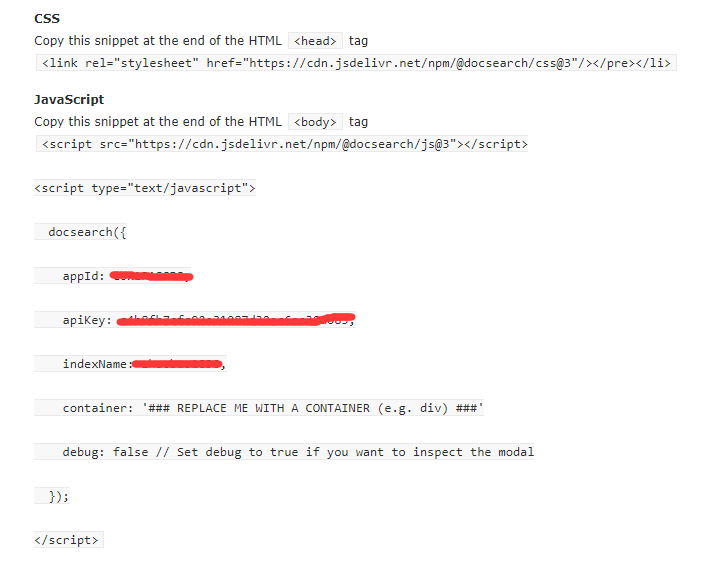 CSS
Copy this snippet at the end of the HTML <head> tag
<link rel="stylesheet" href="https://cdn.jsdelivr.net/npm/@docsearch/css@3"/></pre></li>
JavaScript
Copy this snippet at the end of the HTML <body> tag
<script src="https://cdn.jsdelivr.net/npm/@docsearch/js@3"></script>
<script type="text/javascript">
docsearch({
appId:
apiKey:
indexName:
container: '### REPLACE ME WITH A CONTAINER (e.g. div) ###'
debug: false // Set debug to true if you want to inspect the modal
});
</script>